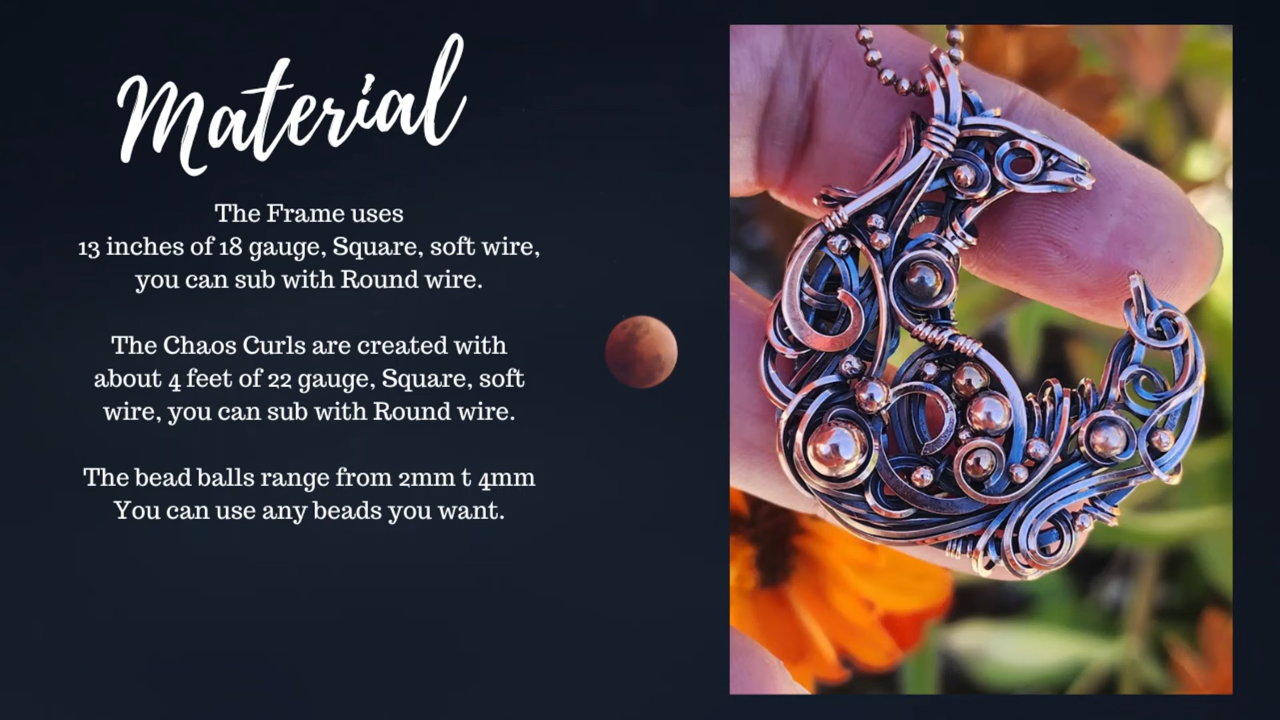 Material
The Frame uses
13 inches of 18 gauge, Square, soft wire,
you can sub with Round wire.
The Chaos Curls are created with
about 4 feet of 22 gauge, Square, soft
wire, you can sub with Round wire.
The bead balls range from 2mm t 4mm
You can use any beads you want.